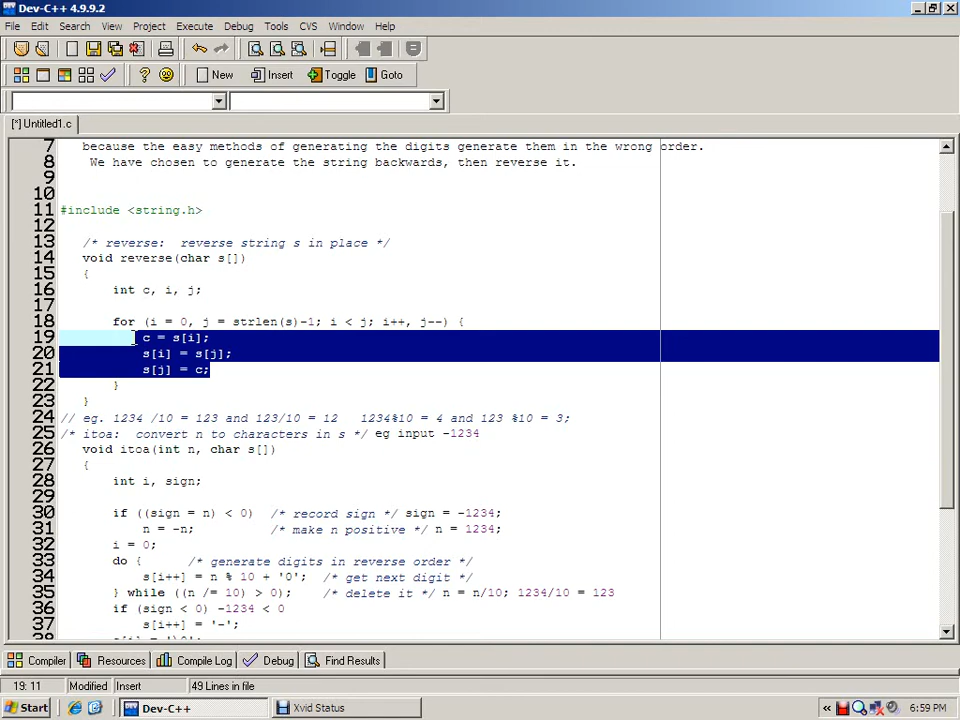 Dev-C++ 4.9.9.2
File Edit Search View Project Execute Debug Tools CVS Window Help
New Insert Toggle Goto
[*] Untitled1.c
7 because the easy methods of generating the digits generate them in the wrong order.
8 We have chosen to generate the string backwards, then reverse it.
9
10
11 #include <string.h>
12
13 /* reverse:  reverse string s in place */
14 void reverse(char s[])
15 {
16 int c, i, j;
17
18 for (i = 0, j = strlen(s)-1; i < j; i++, j--) {
19 c = s[i];
20 s[i] = s[j];
21 s[j] = c;
22 }
23 }
24 // eg. 1234 /10 = 123 and 123/10 = 12   1234%10 = 4 and 123 %10 = 3;
25 /* itoa:  convert n to characters in s */ eg input -1234
26 void itoa(int n, char s[])
27 {
28 int i, sign;
29
30 if ((sign = n) < 0)  /* record sign */ sign = -1234;
31 n = -n;          /* make n positive */ n = 1234;
32 i = 0;
33 do {      /* generate digits in reverse order */
34 s[i++] = n % 10 + '0';  /* get next digit */
35 } while ((n /= 10) > 0);    /* delete it */ n = n/10; 1234/10 = 123
36 if (sign < 0) -1234 < 0
37 s[i++] = '-';
38 s[i] = '\0';
Compiler Resources Compile Log Debug Find Results
19: 11 Modified Insert 49 Lines in file
Start Dev-C++ Xvid Status « 6:59 PM